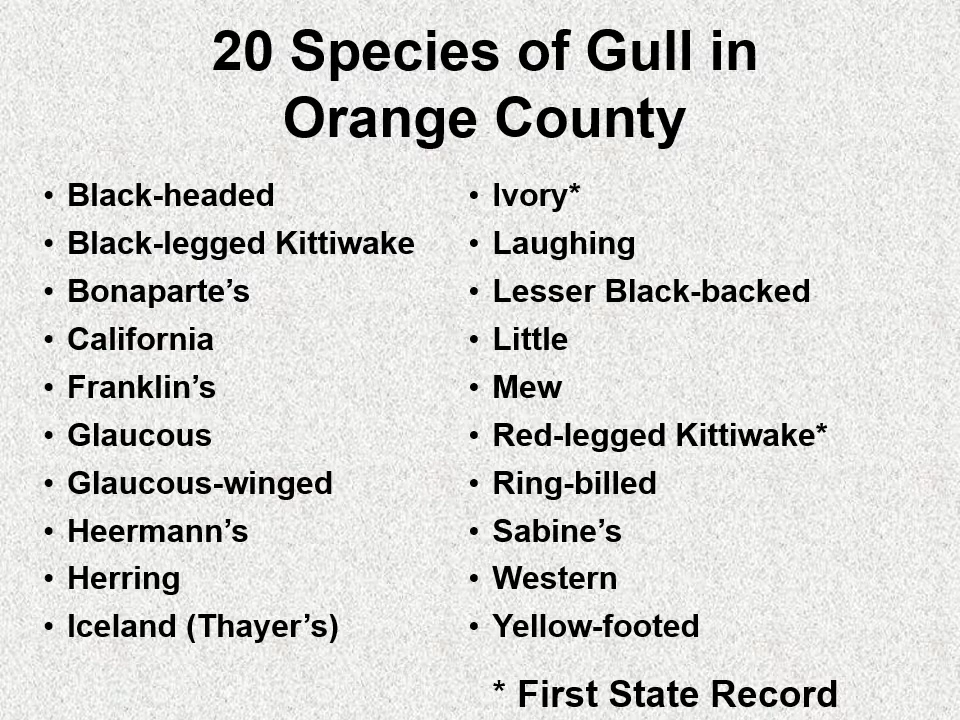 20 Species of Gull in
Orange County
• Black-headed
• Black-legged Kittiwake
• Bonaparte’s
• California
• Franklin’s
• Glaucous
• Glaucous-winged
• Heermann’s
• Herring
• Iceland (Thayer’s)
• Ivory*
• Laughing
• Lesser Black-backed
• Little
• Mew
• Red-legged Kittiwake*
• Ring-billed
• Sabine’s
• Western
• Yellow-footed
* First State Record